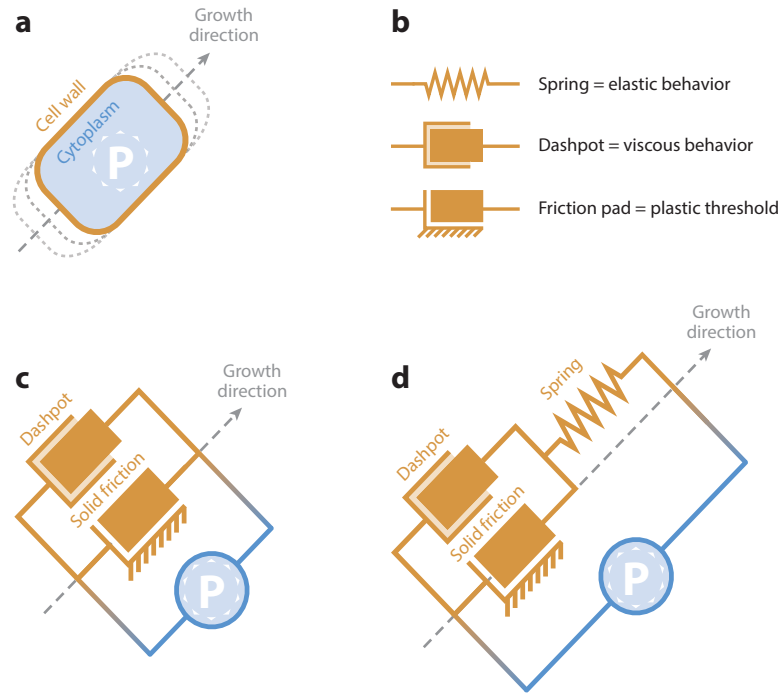 a
Growth
direction
Cell wall
Cytoplasm
P
b
Spring = elastic behavior
Dashpot = viscous behavior
Friction pad = plastic threshold
c
Growth
direction
Dashpot
Solid friction
P
d
Growth
direction
Spring
Dashpot
Solid friction
P